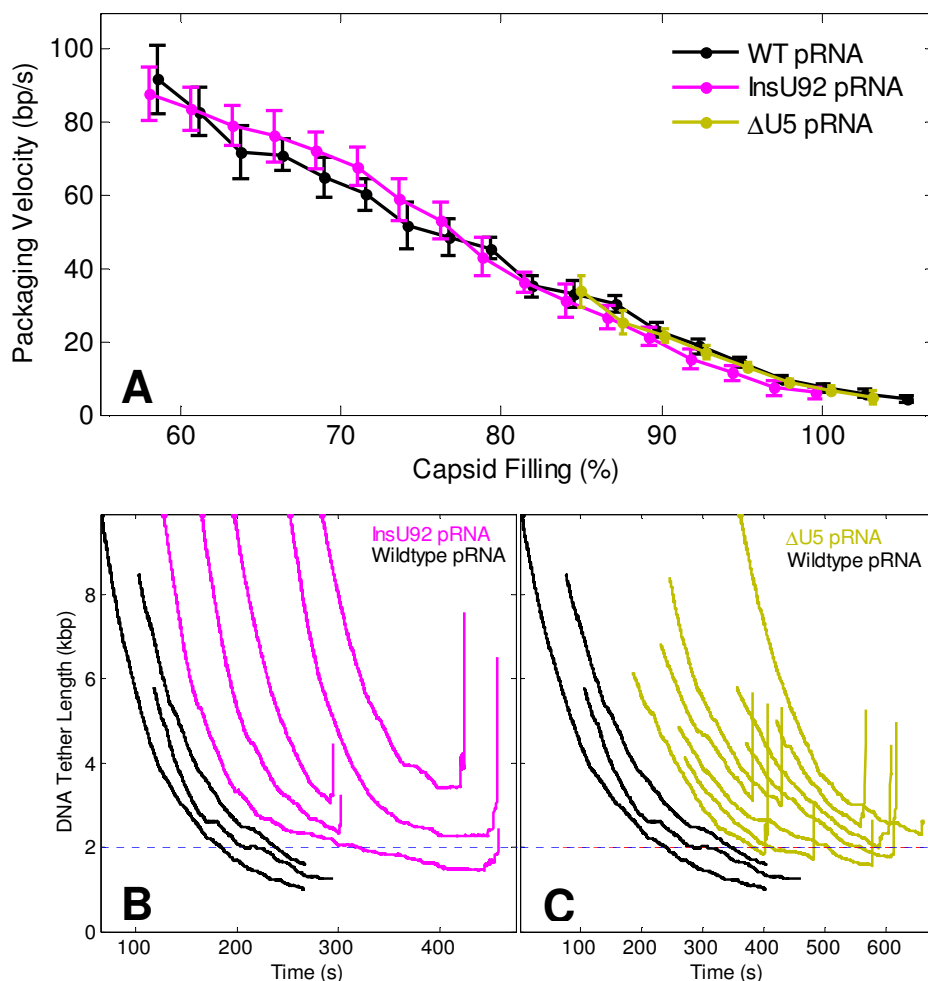 100
80
60
40
20
0
Packaging Velocity (bp/s)
WT pRNA
InsU92 pRNA
ΔU5 pRNA
A
60 70 80 90 100
Capsid Filling (%)
8
6
4
2
0
DNA Tether Length (kbp)
InsU92 pRNA
Wildtype pRNA
B
100 200 300 400
Time (s)
ΔU5 pRNA
Wildtype pRNA
C
100 200 300 400 500 600
Time (s)